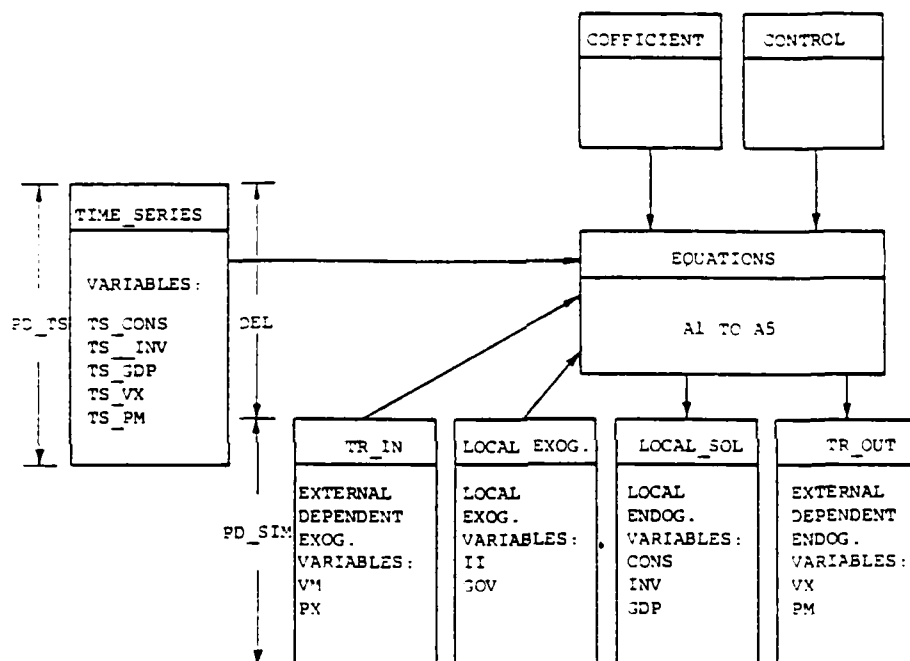 COFFICIENT
CONTROL
TIME_SERIES
VARIABLES:
TS_CONS
TS__INV
TS_GDP
TS_VX
TS_PM
PD_TS
DEL
EQUATIONS
A1 TO A5
PD_SIM
TR_IN
EXTERNAL
DEPENDENT
EXOG.
VARIABLES:
VM
PX
LOCAL EXOG.
LOCAL
EXOG.
VARIABLES:
II
GOV
LOCAL_SOL
LOCAL
ENDOG.
VARIABLES:
CONS
INV
GDP
TR_OUT
EXTERNAL
DEPENDENT
ENDOG.
VARIABLES:
VX
PM